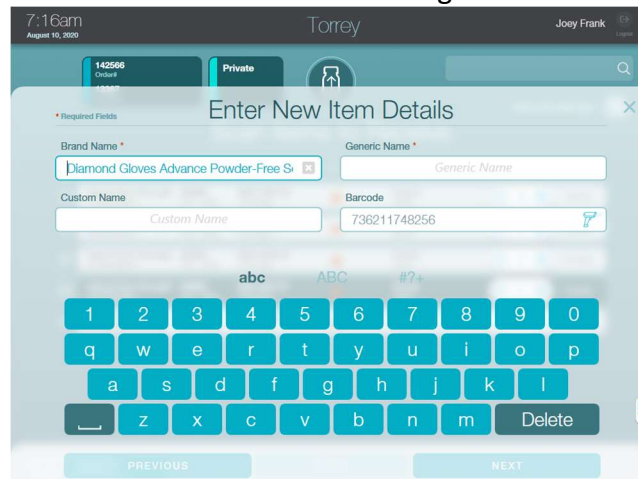 7:16am
August 10, 2020
Torrey
Joey Frank
Logout
142566
Order#
Private
* Required Fields
Enter New Item Details
Brand Name *
Generic Name *
Diamond Gloves Advance Powder-Free S
Generic Name
Custom Name
Barcode
Custom Name
736211748256
abc
ABC
#?+
1 2 3 4 5 6 7 8 9 0
q w e r t y u i o p
a s d f g h j k l
z x c v b n m Delete
PREVIOUS
NEXT